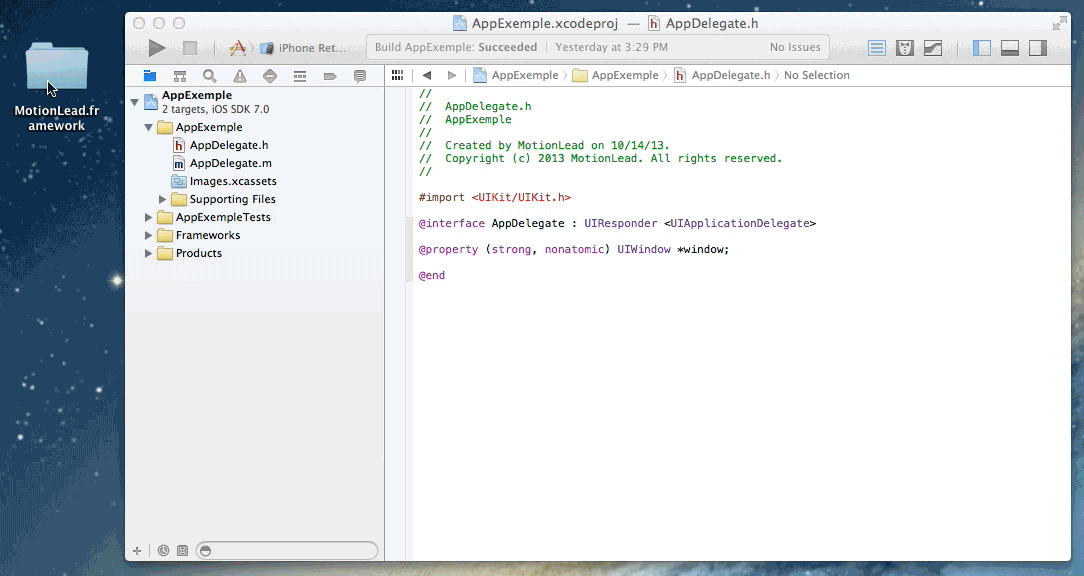 AppExemple.xcodeproj — AppDelegate.h
iPhone Ret...
Build AppExemple: Succeeded | Yesterday at 3:29 PM
No Issues
AppExemple
AppExemple
AppDelegate.h
No Selection
MotionLead.fr
amework
AppExemple
2 targets, iOS SDK 7.0
AppExemple
AppDelegate.h
AppDelegate.m
Images.xcassets
Supporting Files
AppExempleTests
Frameworks
Products
//
//  AppDelegate.h
//  AppExemple
//
//  Created by MotionLead on 10/14/13.
//  Copyright (c) 2013 MotionLead. All rights reserved.
//
#import <UIKit/UIKit.h>
@interface AppDelegate : UIResponder <UIApplicationDelegate>
@property (strong, nonatomic) UIWindow *window;
@end